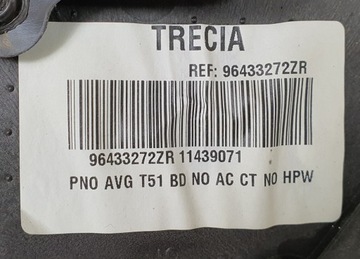 TRECIA
REF: 96433272ZR
96433272ZR 11439071
PNO AVG T51 BD NO AC CT NO HPW